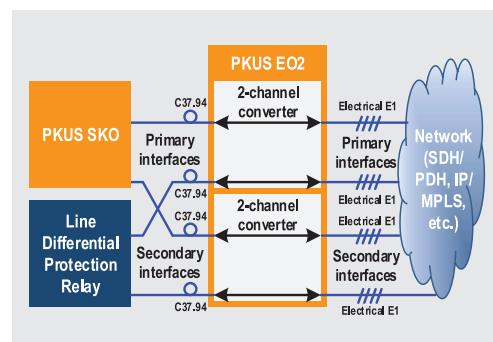 PKUS EO2
PKUS SKO
Line
Differential
Protection
Relay
C37.94
Primary
interfaces
C37.94
C37.94
Secondary
interfaces
C37.94
2-channel
converter
2-channel
converter
Electrical E1
Primary
interfaces
Electrical E1
Electrical E1
Secondary
interfaces
Electrical E1
Network
(SDH/
PDH, IP/
MPLS,
etc.)